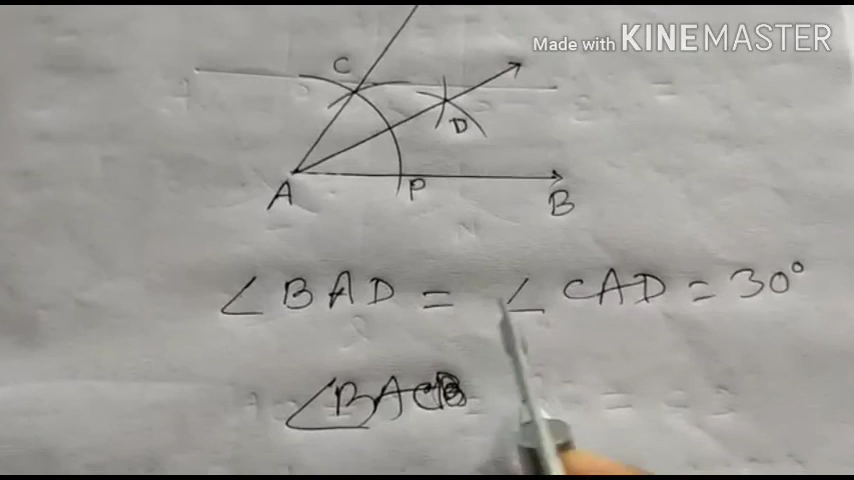 Made with KINEMASTER
C
D
A P B
∠BAD = ∠CAD = 30°
∠BAC